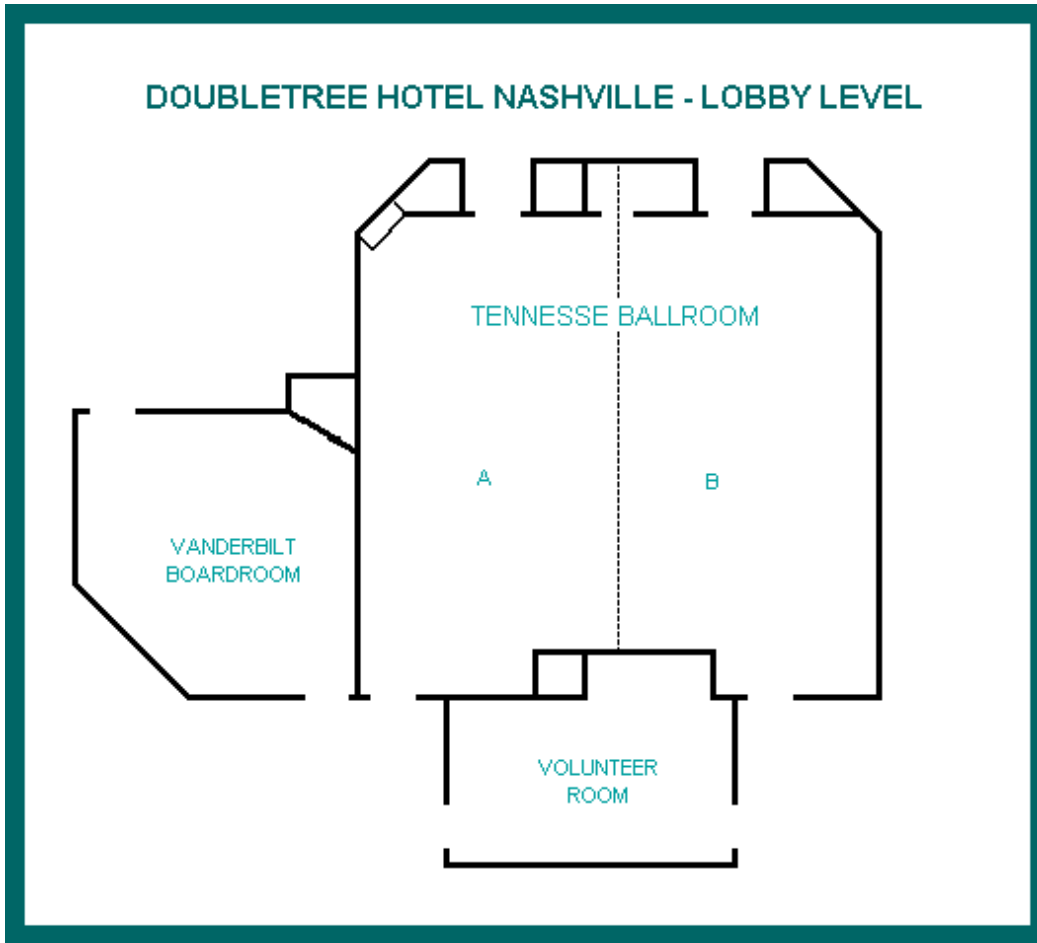 DOUBLETREE HOTEL NASHVILLE - LOBBY LEVEL
TENNESSE BALLROOM
A
B
VANDERBILT
BOARDROOM
VOLUNTEER
ROOM